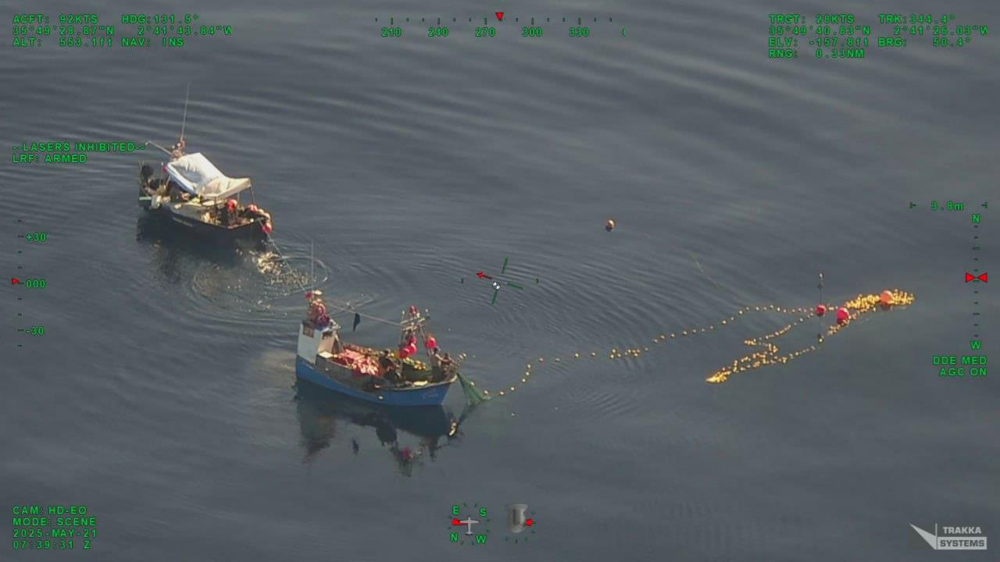 ACFT: 92KTS HDG:131.5°
35°49'28.87"N 2°41'43.84"W
ALT: 553.1ft NAV: INS
210 240 270 300 330
TRGT: 28KTS TRK:344.4°
35°49'40.83"N 2°41'26.03"W
ELV: -157.8ft BRG: 50.4°
RNG: 0.33NM
--LASERS INHIBITED--
LRF: ARMED
3.8m
N
+30
000
-30
W
DDE MED
AGC ON
CAM: HD-EO
MODE: SCENE
2025-MAY-21
07:39:31 Z
E S
N W
TRAKKA
SYSTEMS